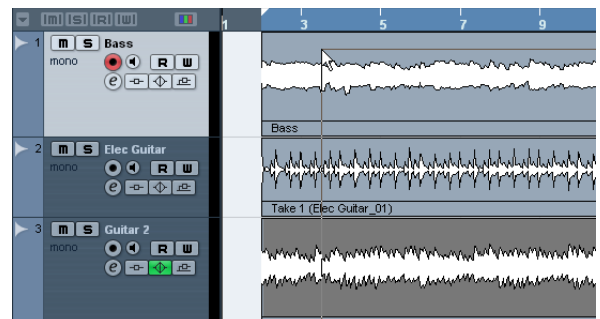 [M] [S] [R] [W] 1 3 5 7 9
1 m S Bass
mono R W
e
Bass
2 m S Elec Guitar
mono R W
e
Take 1 (Elec Guitar_01)
3 m S Guitar 2
mono R W
e